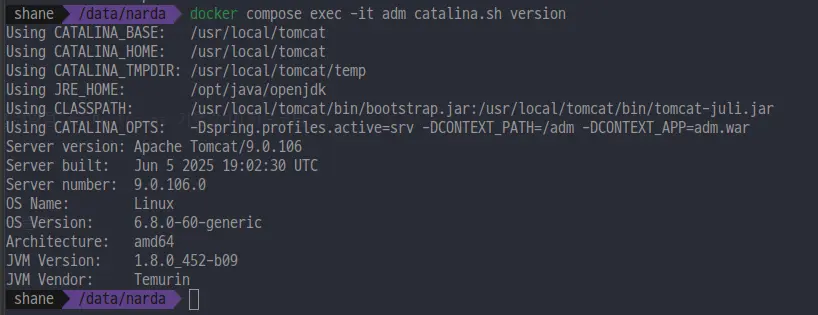 shane /data/narda docker compose exec -it adm catalina.sh version
Using CATALINA_BASE:   /usr/local/tomcat
Using CATALINA_HOME:   /usr/local/tomcat
Using CATALINA_TMPDIR: /usr/local/tomcat/temp
Using JRE_HOME:        /opt/java/openjdk
Using CLASSPATH:       /usr/local/tomcat/bin/bootstrap.jar:/usr/local/tomcat/bin/tomcat-juli.jar
Using CATALINA_OPTS:   -Dspring.profiles.active=srv -DCONTEXT_PATH=/adm -DCONTEXT_APP=adm.war
Server version: Apache Tomcat/9.0.106
Server built:   Jun 5 2025 19:02:30 UTC
Server number:  9.0.106.0
OS Name:        Linux
OS Version:     6.8.0-60-generic
Architecture:   amd64
JVM Version:    1.8.0_452-b09
JVM Vendor:     Temurin
shane /data/narda